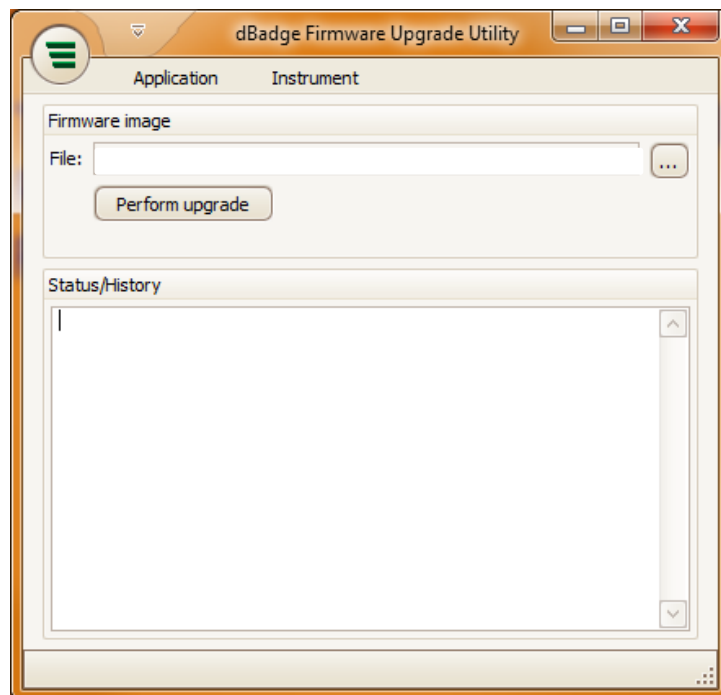 dBadge Firmware Upgrade Utility
Application Instrument
Firmware image
File: ...
Perform upgrade
Status/History